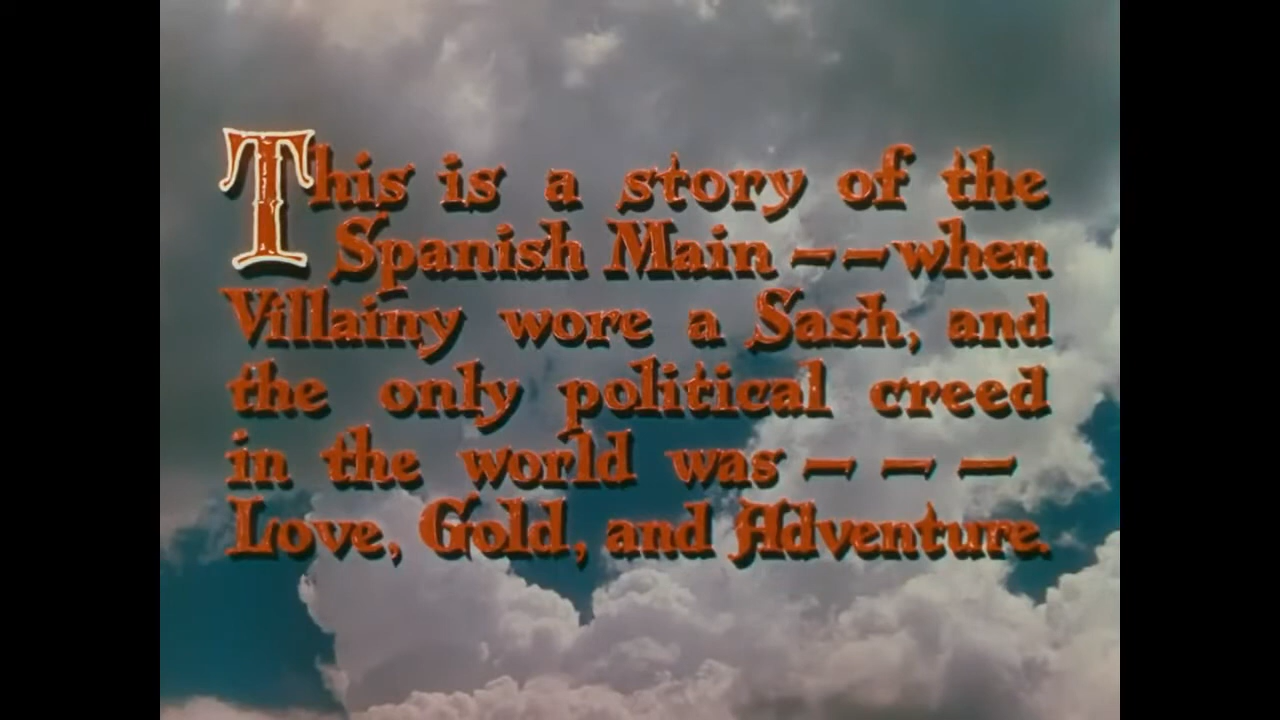 This is a story of the
Spanish Main -- when
Villainy wore a Sash, and
the only political creed
in the world was - - -
Love, Gold, and Adventure.